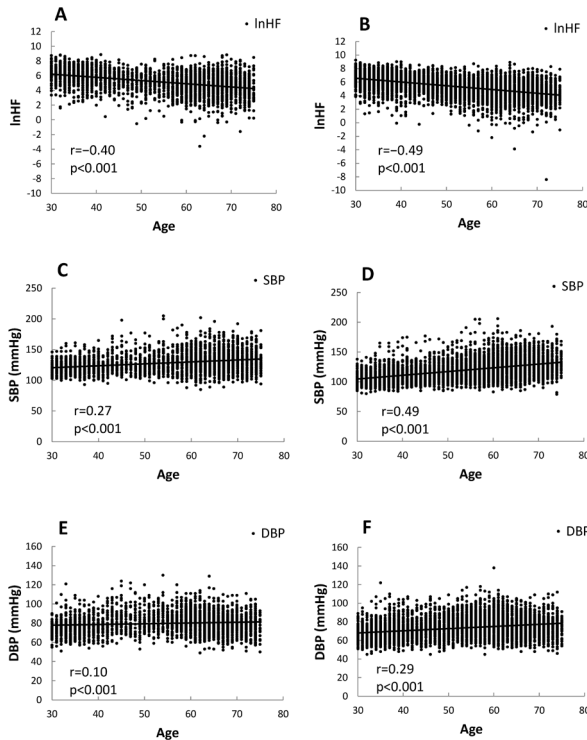 A
lnHF
12
10
8
6
4
2
0
-2
-4
-6
-8
-10
lnHF
r=−0.40
p<0.001
30 40 50 60 70 80
Age
B
lnHF
12
10
8
6
4
2
0
-2
-4
-6
-8
-10
lnHF
r=−0.49
p<0.001
30 40 50 60 70 80
Age
C
SBP
250
200
150
100
50
0
SBP (mmHg)
r=0.27
p<0.001
30 40 50 60 70 80
Age
D
SBP
250
200
150
100
50
0
SBP (mmHg)
r=0.49
p<0.001
30 40 50 60 70 80
Age
E
DBP
160
140
120
100
80
60
40
20
0
DBP (mmHg)
r=0.10
p<0.001
30 40 50 60 70 80
Age
F
DBP
160
140
120
100
80
60
40
20
0
DBP (mmHg)
r=0.29
p<0.001
30 40 50 60 70 80
Age